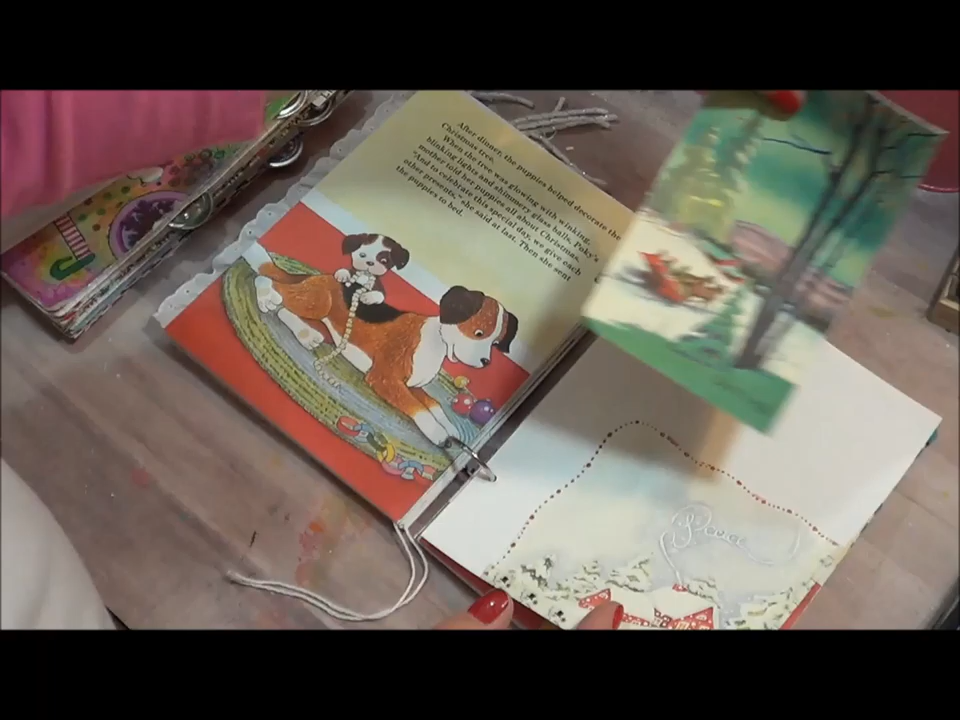 After dinner, the puppies helped decorate the
Christmas tree.
When the tree was glowing with winking,
blinking lights and shimmery glass balls, Poky's
mother told her puppies all about Christmas.
"And to celebrate this special day, we give each
other presents," she said at last. Then she sent
the puppies to bed.